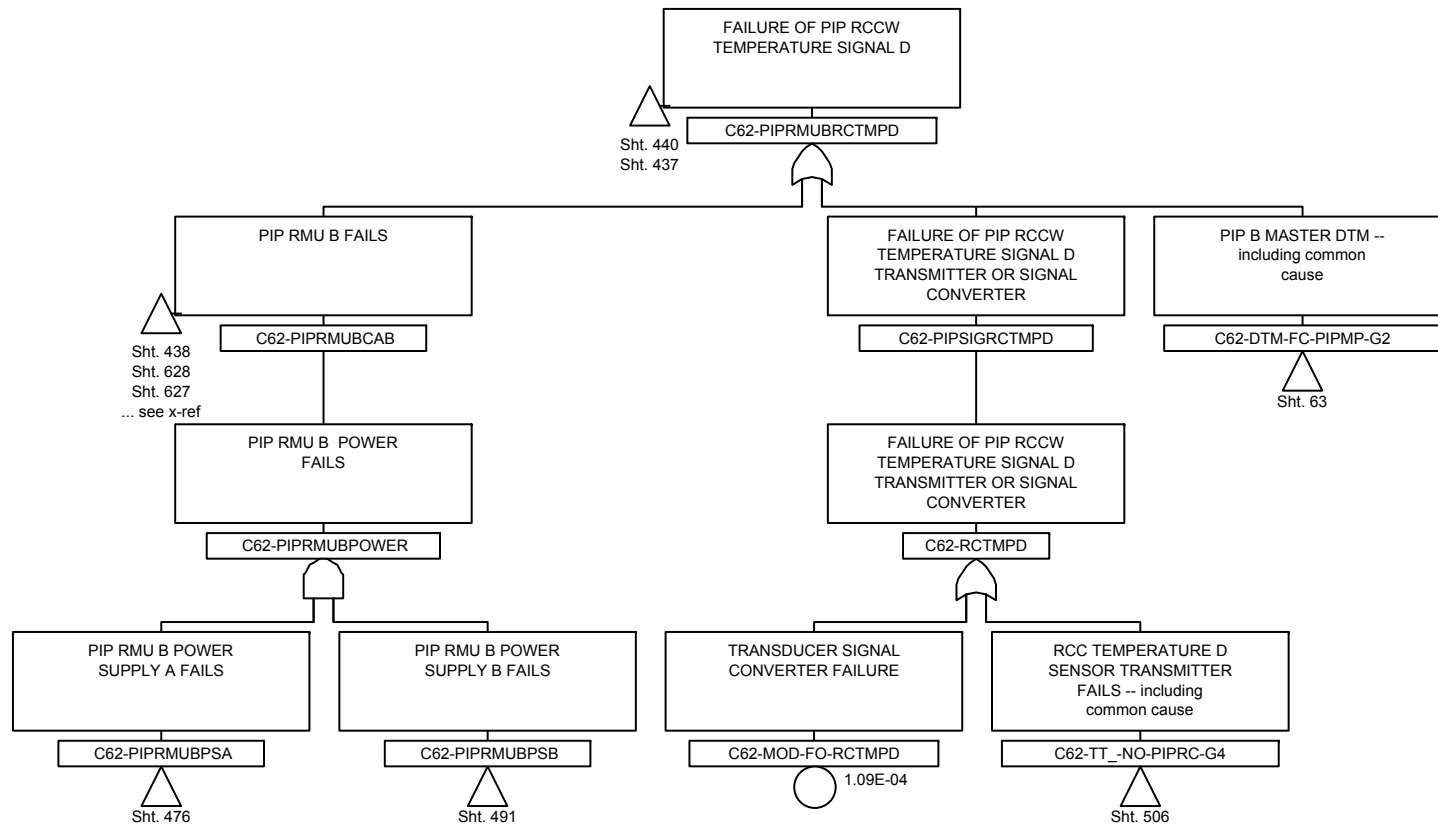 FAILURE OF PIP RCCW
TEMPERATURE SIGNAL D
C62-PIPRMUBRCTMPD
Sht. 440
Sht. 437
PIP RMU B FAILS
C62-PIPRMUBCAB
Sht. 438
Sht. 628
Sht. 627
... see x-ref
FAILURE OF PIP RCCW
TEMPERATURE SIGNAL D
TRANSMITTER OR SIGNAL
CONVERTER
C62-PIPSIGRCTMPD
PIP B MASTER DTM --
including common
cause
C62-DTM-FC-PIPMP-G2
Sht. 63
PIP RMU B POWER
FAILS
C62-PIPRMUBPOWER
FAILURE OF PIP RCCW
TEMPERATURE SIGNAL D
TRANSMITTER OR SIGNAL
CONVERTER
C62-RCTMPD
PIP RMU B POWER
SUPPLY A FAILS
C62-PIPRMUBPSA
Sht. 476
PIP RMU B POWER
SUPPLY B FAILS
C62-PIPRMUBPSB
Sht. 491
TRANSDUCER SIGNAL
CONVERTER FAILURE
C62-MOD-FO-RCTMPD
1.09E-04
RCC TEMPERATURE D
SENSOR TRANSMITTER
FAILS -- including
common cause
C62-TT_-NO-PIPRC-G4
Sht. 506